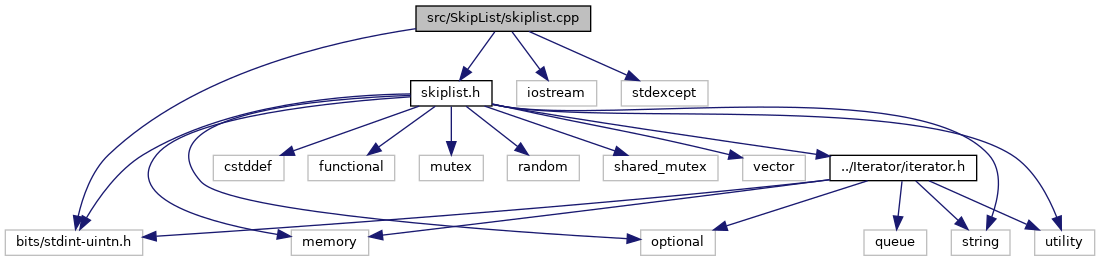 src/SkipList/skiplist.cpp
skiplist.h
iostream
stdexcept
cstddef
functional
mutex
random
shared_mutex
vector
../Iterator/iterator.h
bits/stdint-uintn.h
memory
optional
queue
string
utility